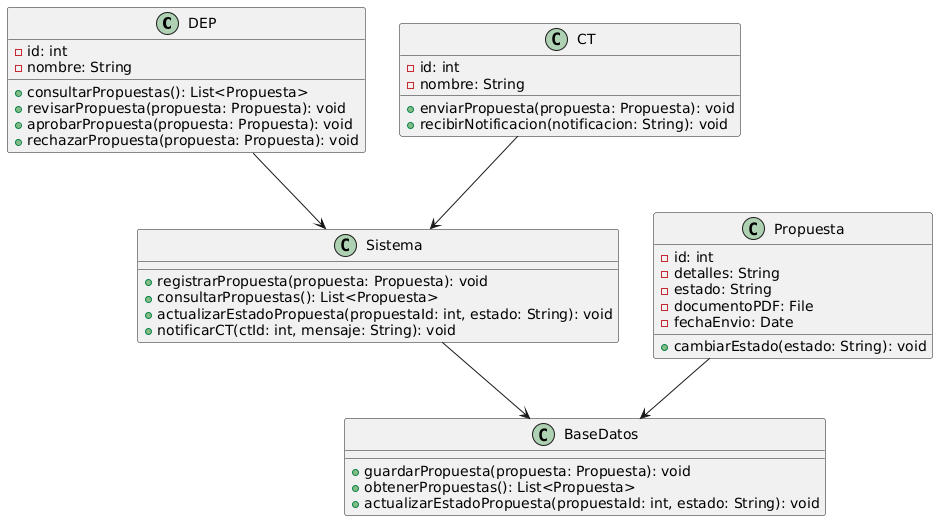 C DEP
id: int
nombre: String
consultarPropuestas(): List<Propuesta>
revisarPropuesta(propuesta: Propuesta): void
aprobarPropuesta(propuesta: Propuesta): void
rechazarPropuesta(propuesta: Propuesta): void
C CT
id: int
nombre: String
enviarPropuesta(propuesta: Propuesta): void
recibirNotificacion(notificacion: String): void
C Sistema
registrarPropuesta(propuesta: Propuesta): void
consultarPropuestas(): List<Propuesta>
actualizarEstadoPropuesta(propuestaId: int, estado: String): void
notificarCT(ctId: int, mensaje: String): void
C Propuesta
id: int
detalles: String
estado: String
documentoPDF: File
fechaEnvio: Date
cambiarEstado(estado: String): void
C BaseDatos
guardarPropuesta(propuesta: Propuesta): void
obtenerPropuestas(): List<Propuesta>
actualizarEstadoPropuesta(propuestaId: int, estado: String): void